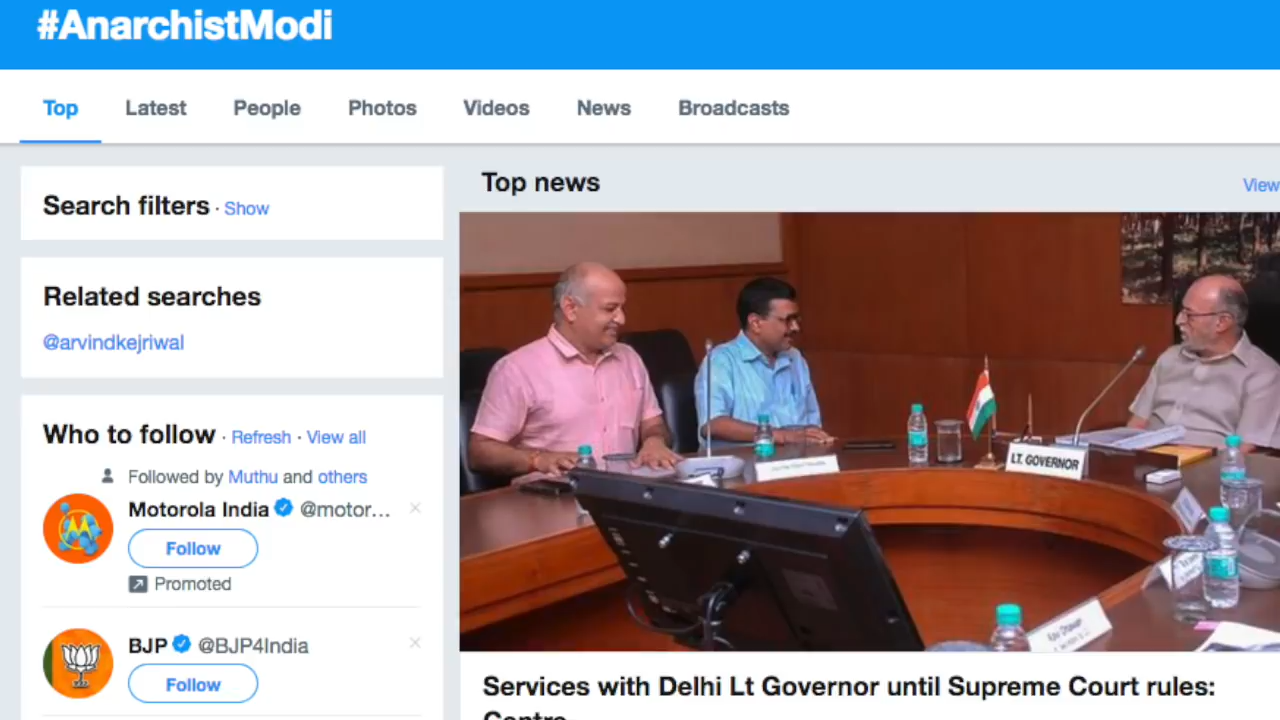 #AnarchistModi
Top Latest People Photos Videos News Broadcasts
Search filters · Show
Related searches
@arvindkejriwal
Who to follow · Refresh · View all
Followed by Muthu and others
Motorola India @motor...
Follow
Promoted
BJP @BJP4India
Follow
Top news
View
LT. GOVERNOR
Services with Delhi Lt Governor until Supreme Court rules:
Centre